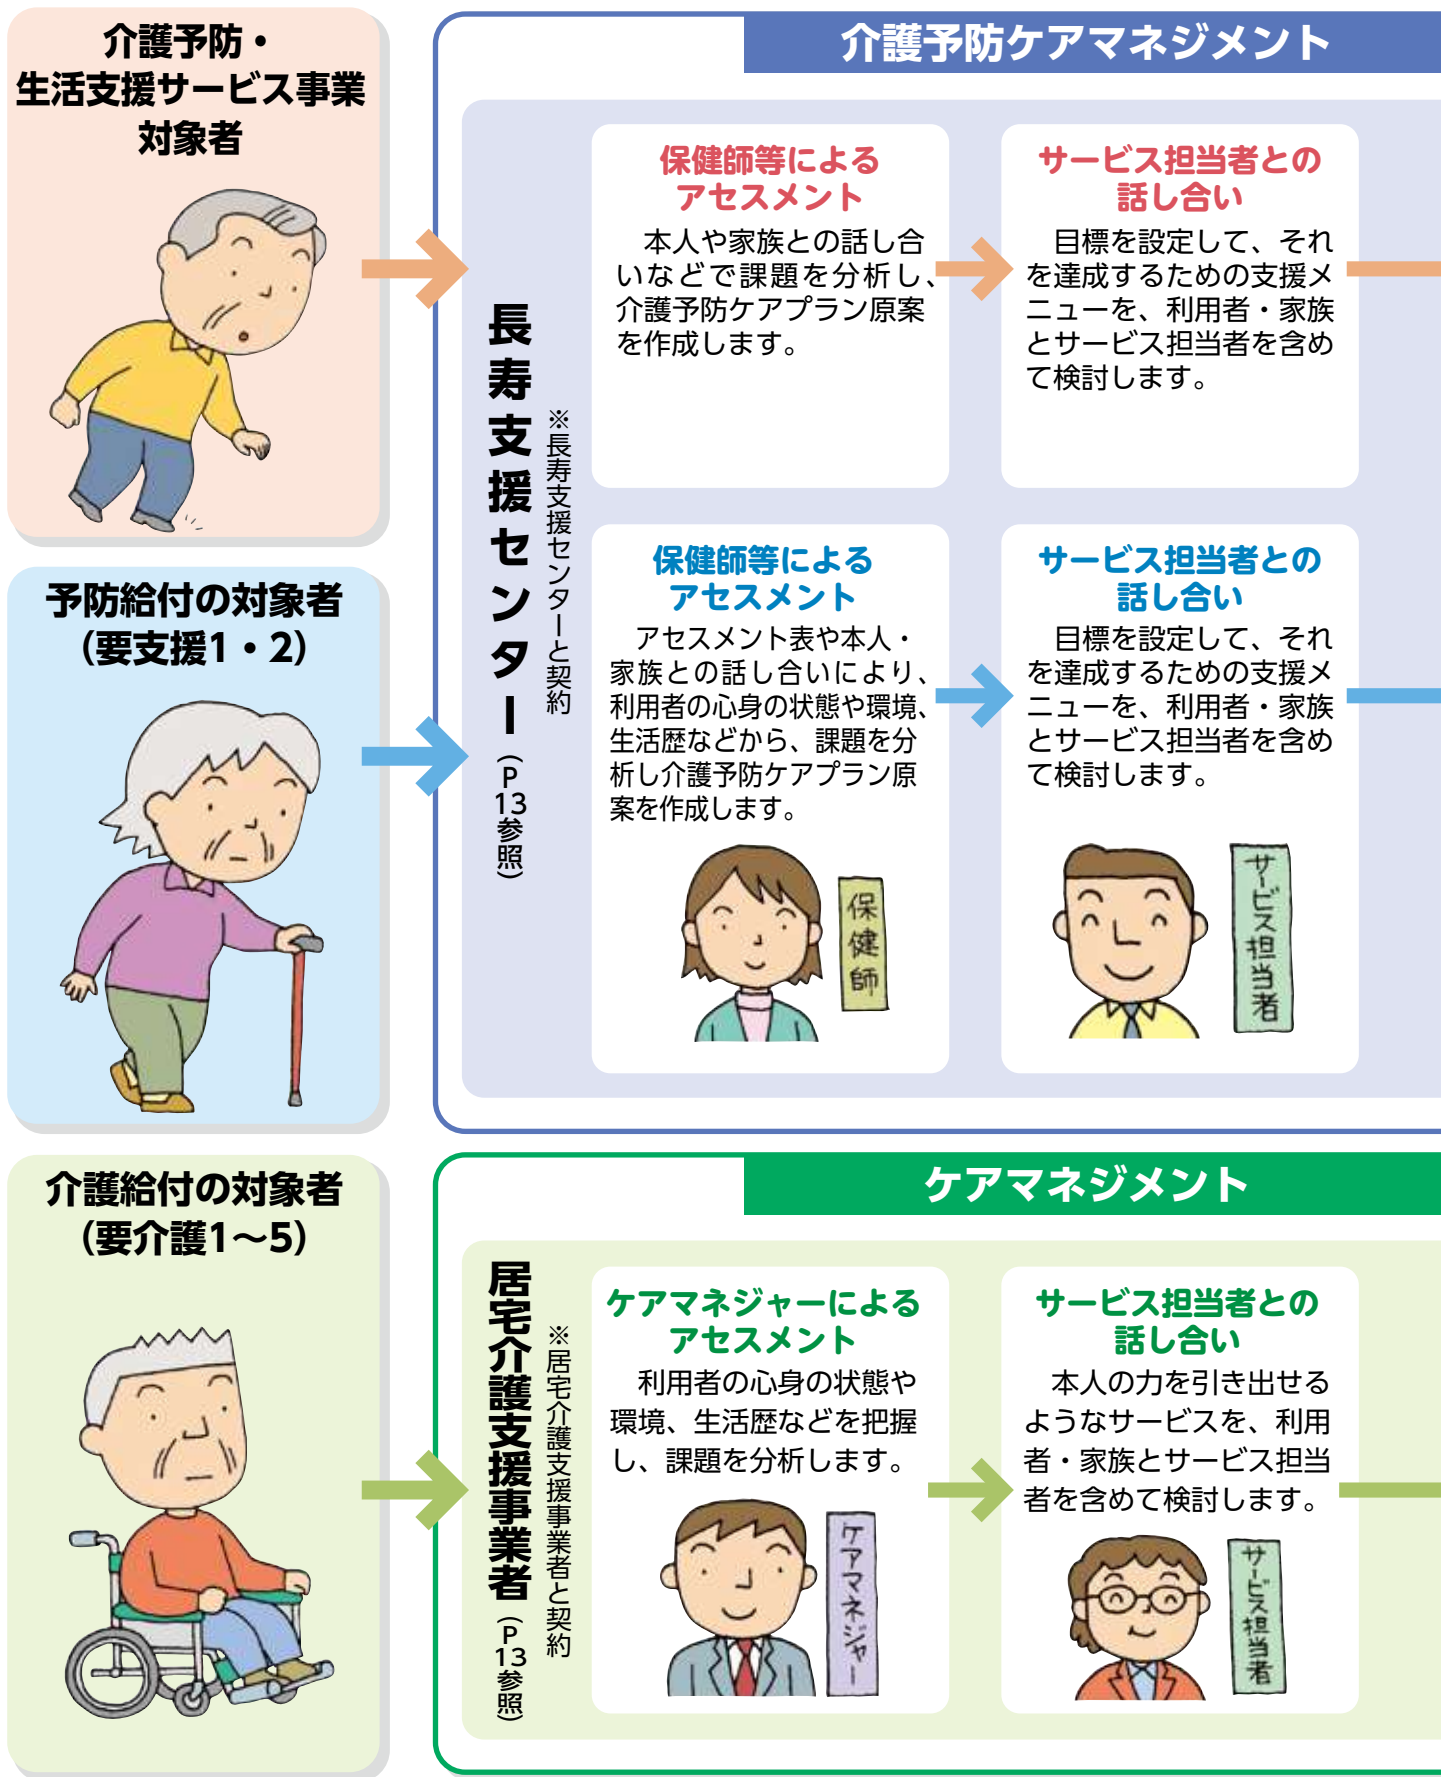 介護予防・
生活支援サービス事業
対象者
介護予防ケアマネジメント
長寿支援センター（P13参照）
※長寿支援センターと契約
保健師等による
アセスメント
本人や家族との話し合
いなどで課題を分析し、
介護予防ケアプラン原案
を作成します。
サービス担当者との
話し合い
目標を設定して、それ
を達成するための支援メ
ニューを、利用者・家族
とサービス担当者を含め
て検討します。
予防給付の対象者
（要支援1・2）
保健師等による
アセスメント
アセスメント表や本人・
家族との話し合いにより、
利用者の心身の状態や環境、
生活歴などから、課題を分
析し介護予防ケアプラン原
案を作成します。
保健師
サービス担当者との
話し合い
目標を設定して、それ
を達成するための支援メ
ニューを、利用者・家族
とサービス担当者を含め
て検討します。
サービス担当者
介護給付の対象者
（要介護1〜5）
ケアマネジメント
居宅介護支援事業者（P13参照）
※居宅介護支援事業者と契約
ケアマネジャーによる
アセスメント
利用者の心身の状態や
環境、生活歴などを把握
し、課題を分析します。
ケアマネジャー
サービス担当者との
話し合い
本人の力を引き出せる
ようなサービスを、利用
者・家族とサービス担当
者を含めて検討します。
サービス担当者